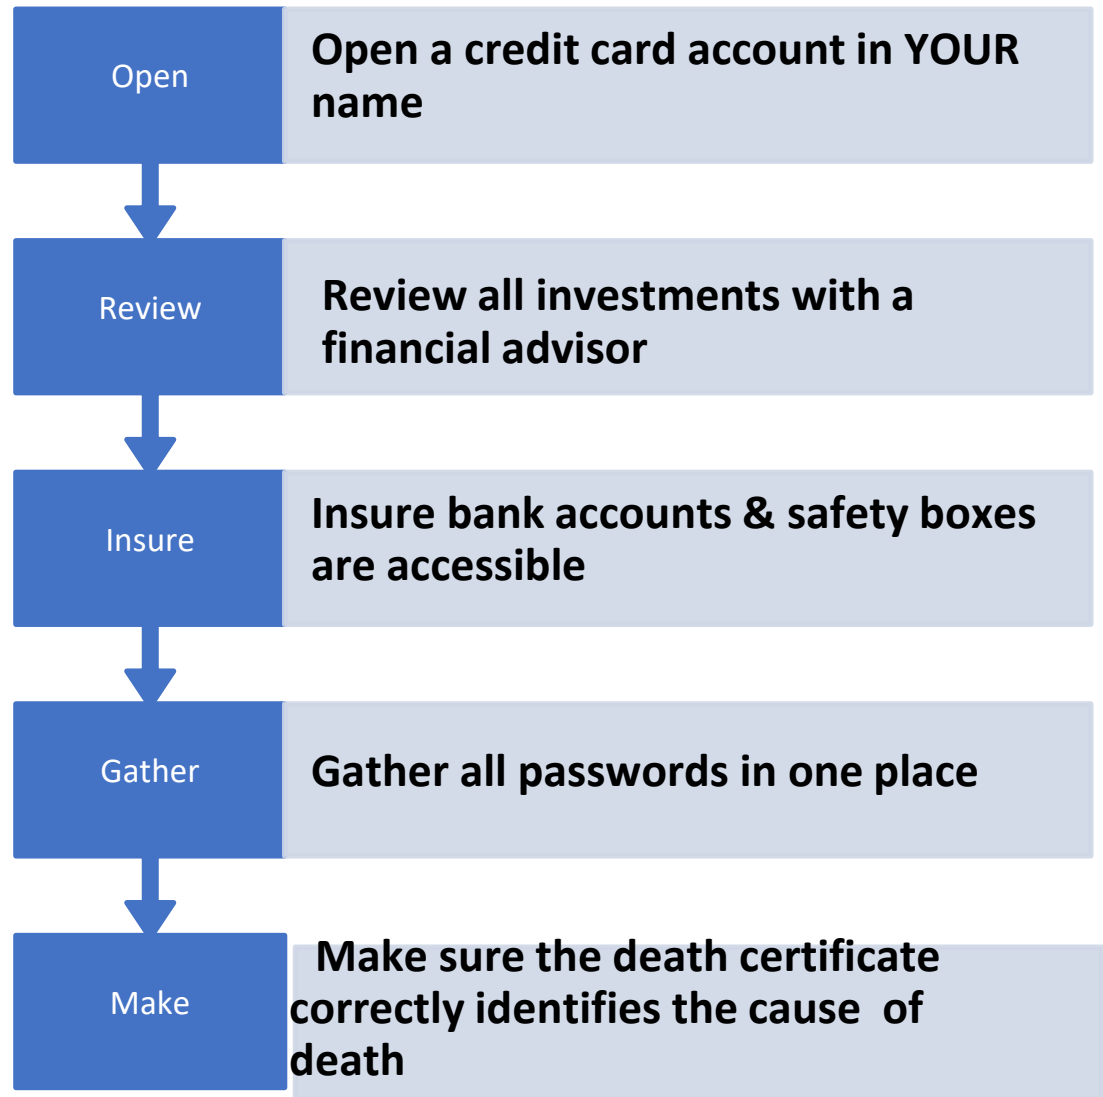 Open
Open a credit card account in YOUR
name
Review
Review all investments with a
financial advisor
Insure
Insure bank accounts & safety boxes
are accessible
Gather
Gather all passwords in one place
Make
Make sure the death certificate
correctly identifies the cause  of
death